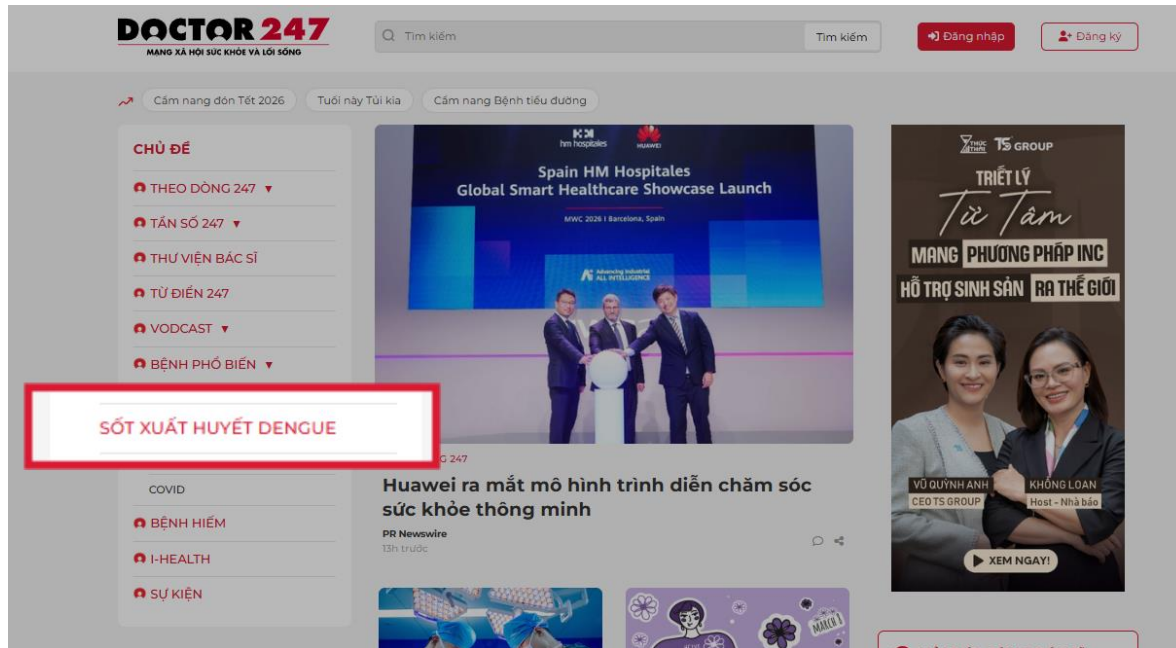 DOCTOR 247
MẠNG XÃ HỘI SỨC KHỎE VÀ LỐI SỐNG
Tìm kiếm
Tìm kiếm
Đăng nhập
Đăng ký
Cẩm nang đón Tết 2026
Tuổi này Tủi kia
Cẩm nang Bệnh tiểu đường
CHỦ ĐỀ
THEO DÒNG 247
TẦN SỐ 247
THƯ VIỆN BÁC SĨ
TỪ ĐIỂN 247
VODCAST
BỆNH PHỔ BIẾN
SỐT XUẤT HUYẾT DENGUE
COVID
BỆNH HIẾM
I-HEALTH
SỰ KIỆN
hm hospitales
HUAWEI
Spain HM Hospitales
Global Smart Healthcare Showcase Launch
MWC 2026 | Barcelona, Spain
Advancing Industrial
ALL INTELLIGENCE
G 247
Huawei ra mắt mô hình trình diễn chăm sóc
sức khỏe thông minh
PR Newswire
13h trước
MARCH 8
THỨC
TS GROUP
TRIẾT LÝ
Từ Tâm
MANG PHƯƠNG PHÁP INC
HỖ TRỢ SINH SẢN RA THẾ GIỚI
VŨ QUỲNH ANH
CEO TS GROUP
KHÔNG LOAN
Host - Nhà báo
XEM NGAY!